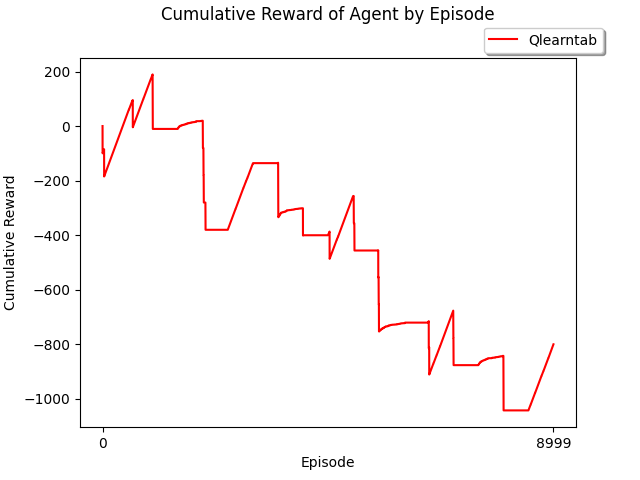 Cumulative Reward of Agent by Episode
Qlearntab
200
0
−200
−400
−600
−800
−1000
Cumulative Reward
0
8999
Episode